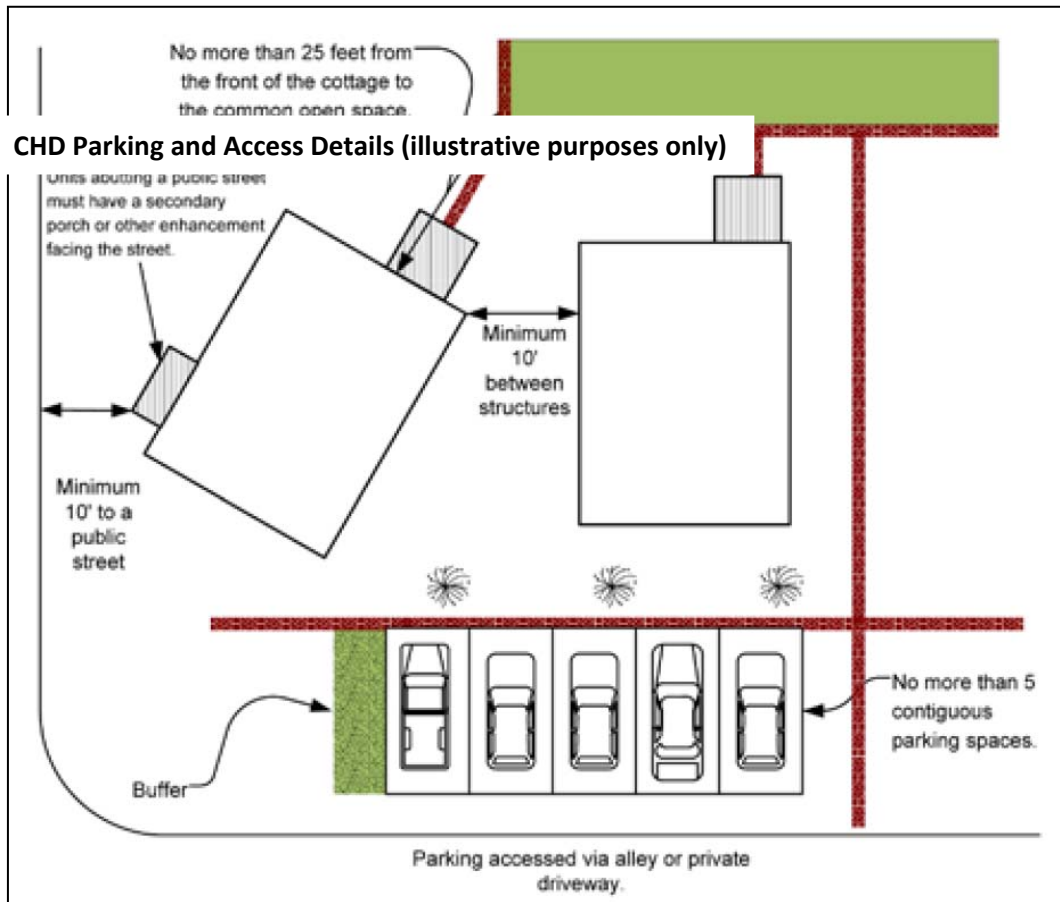 No more than 25 feet from
the front of the cottage to
the common open space.
CHD Parking and Access Details (illustrative purposes only)
Units abutting a public street
must have a secondary
porch or other enhancement
facing the street.
Minimum
10'
between
structures
Minimum
10' to a
public
street
No more than 5
contiguous
parking spaces.
Buffer
Parking accessed via alley or private
driveway.